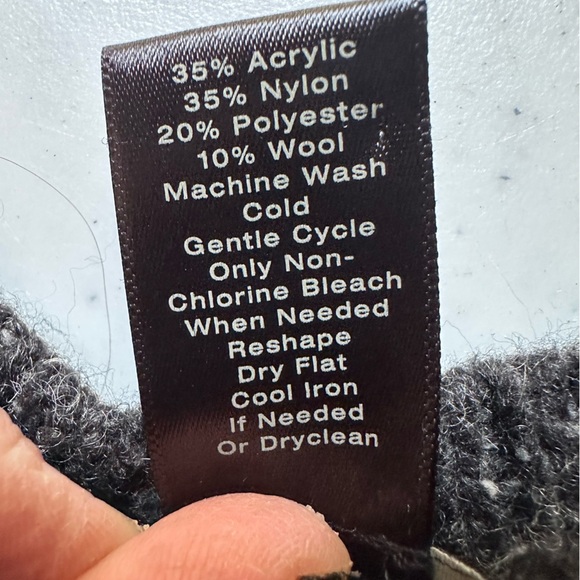 35% Acrylic
35% Nylon
20% Polyester
10% Wool
Machine Wash
Cold
Gentle Cycle
Only Non-
Chlorine Bleach
When Needed
Reshape
Dry Flat
Cool Iron
If Needed
Or Dryclean